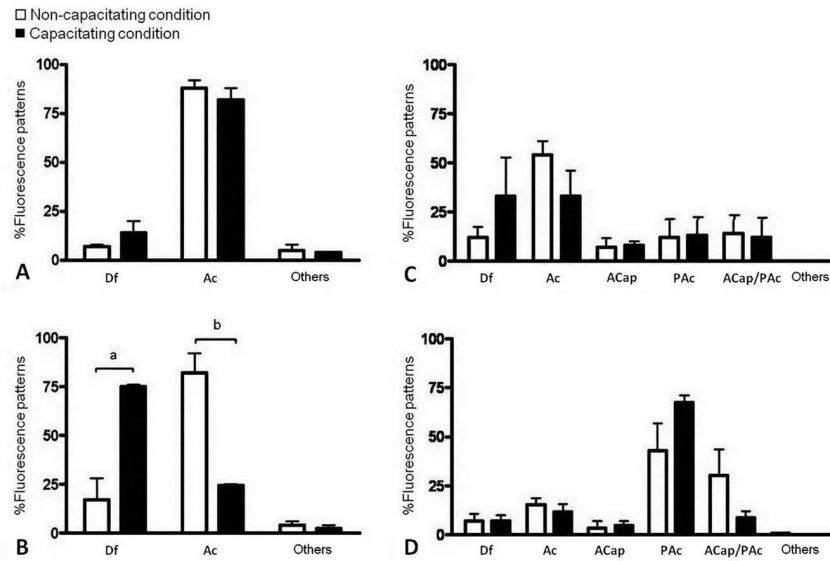 Non-capacitating condition
Capacitating condition
%Fluorescence patterns
100
75
50
25
0
A
Df
Ac
Others
%Fluorescence patterns
100
75
50
25
0
C
Df
Ac
ACap
PAc
ACap/PAc
Others
%Fluorescence patterns
100
75
50
25
0
a
b
B
Df
Ac
Others
%Fluorescence patterns
100
75
50
25
0
D
Df
Ac
ACap
PAc
ACap/PAc
Others